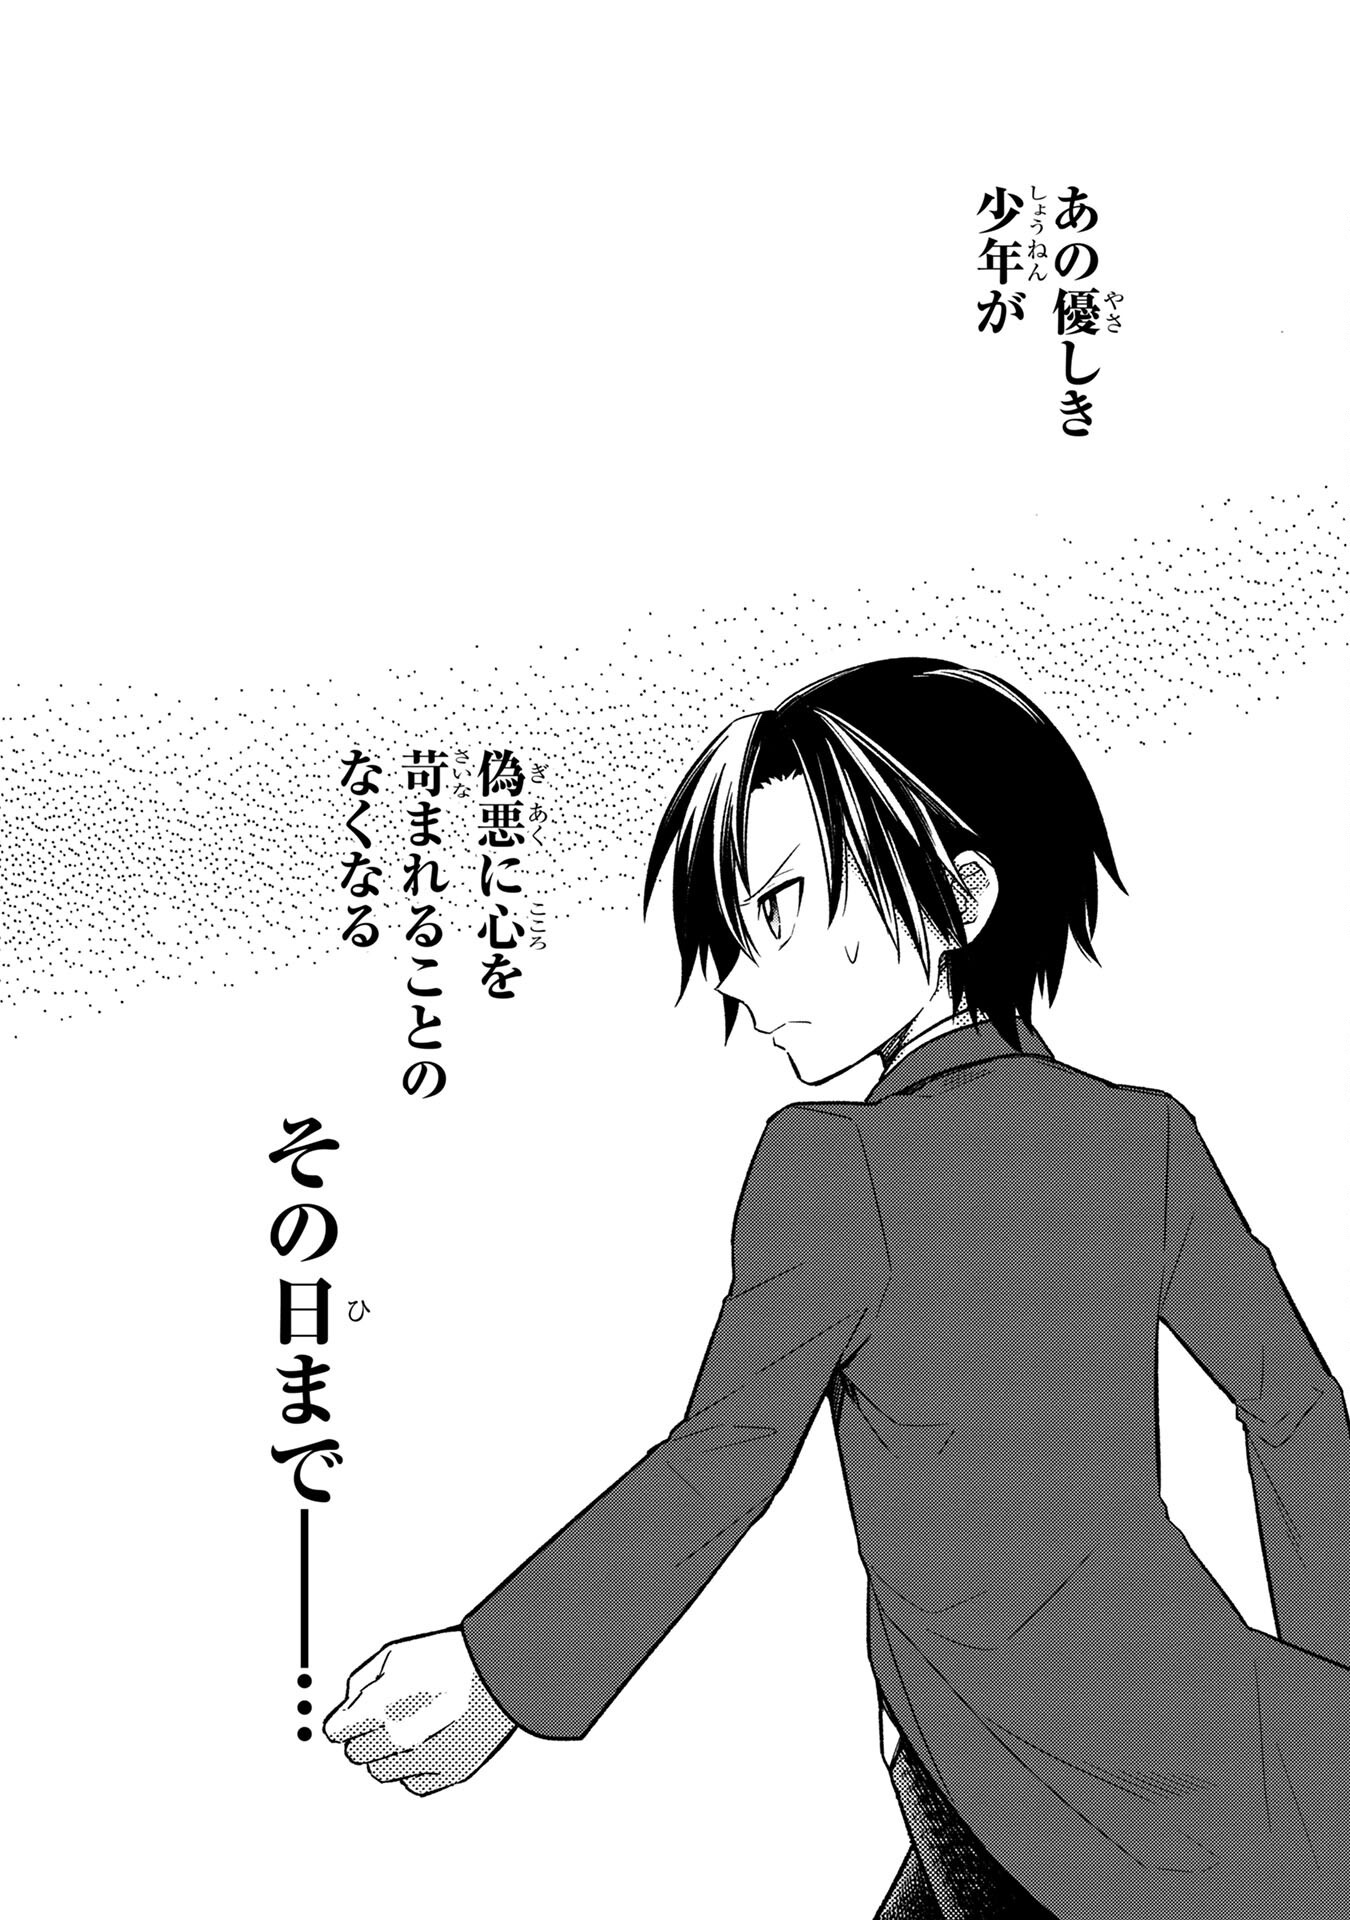 あの優しき
少年が
偽悪に心を
苛まれることの
なくなる
その日まで――…